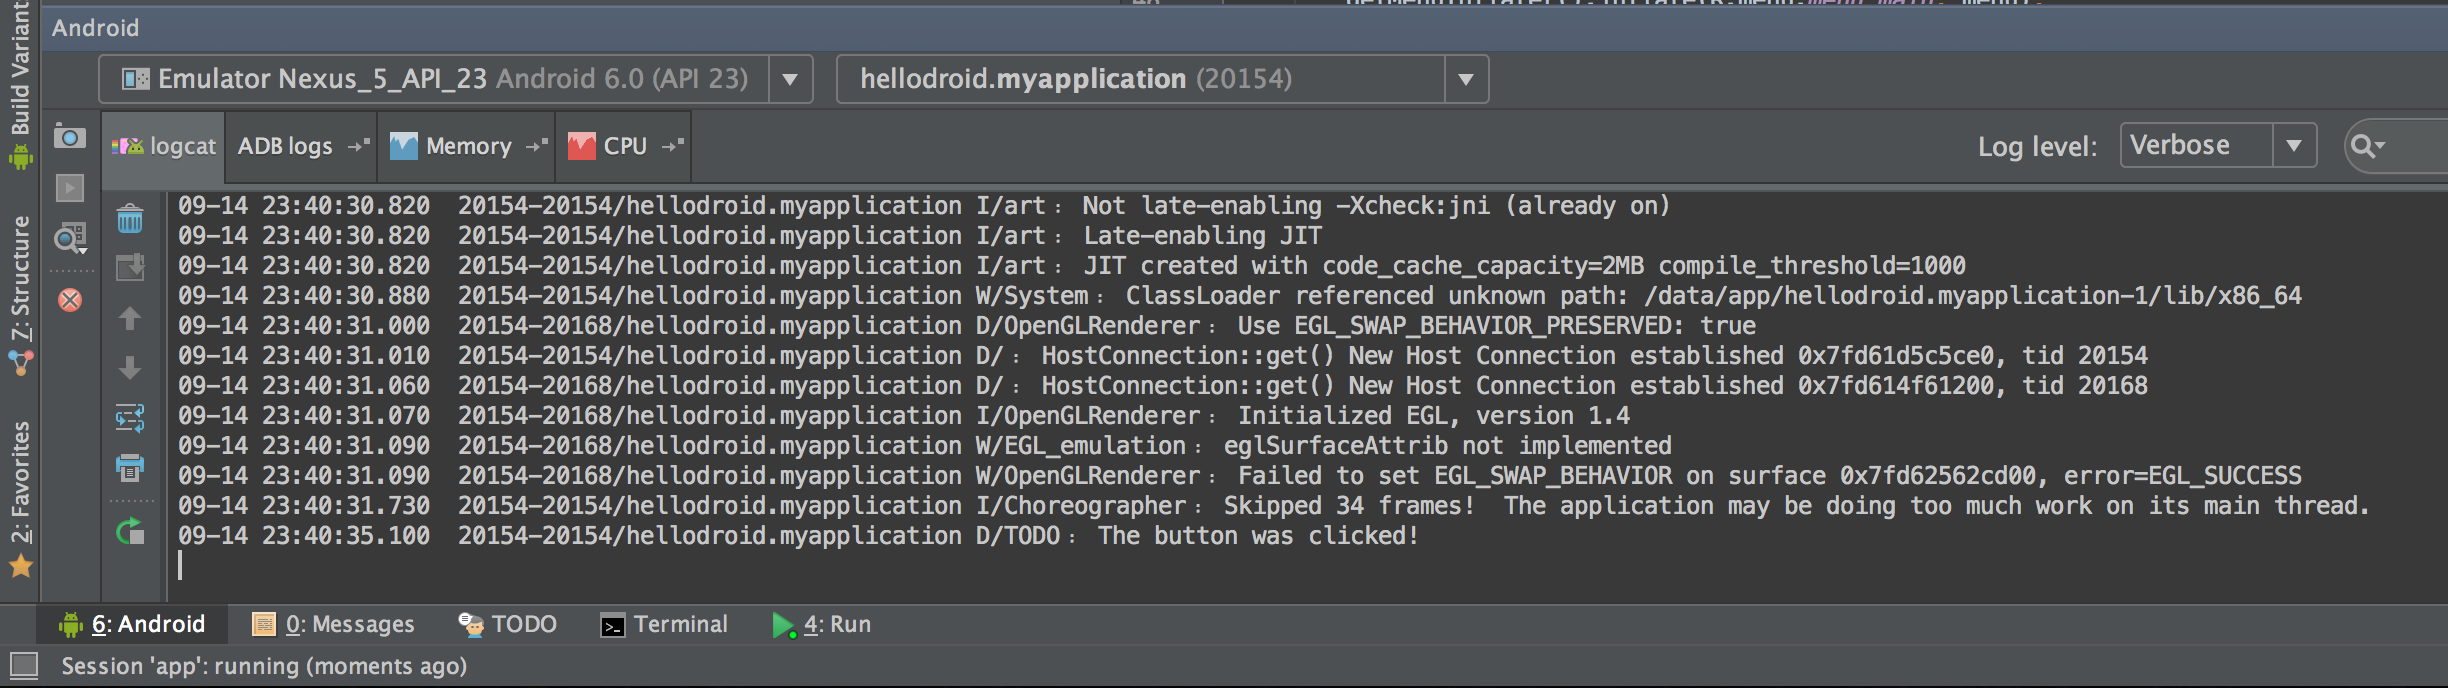 Android
Emulator Nexus_5_API_23 Android 6.0 (API 23)
hellodroid.myapplication (20154)
logcat
ADB logs
Memory
CPU
Log level:
Verbose
09-14 23:40:30.820 20154-20154/hellodroid.myapplication I/art: Not late-enabling -Xcheck:jni (already on)
09-14 23:40:30.820 20154-20154/hellodroid.myapplication I/art: Late-enabling JIT
09-14 23:40:30.820 20154-20154/hellodroid.myapplication I/art: JIT created with code_cache_capacity=2MB compile_threshold=1000
09-14 23:40:30.880 20154-20154/hellodroid.myapplication W/System: ClassLoader referenced unknown path: /data/app/hellodroid.myapplication-1/lib/x86_64
09-14 23:40:31.000 20154-20168/hellodroid.myapplication D/OpenGLRenderer: Use EGL_SWAP_BEHAVIOR_PRESERVED: true
09-14 23:40:31.010 20154-20154/hellodroid.myapplication D/: HostConnection::get() New Host Connection established 0x7fd61d5c5ce0, tid 20154
09-14 23:40:31.060 20154-20168/hellodroid.myapplication D/: HostConnection::get() New Host Connection established 0x7fd614f61200, tid 20168
09-14 23:40:31.070 20154-20168/hellodroid.myapplication I/OpenGLRenderer: Initialized EGL, version 1.4
09-14 23:40:31.090 20154-20168/hellodroid.myapplication W/EGL_emulation: eglSurfaceAttrib not implemented
09-14 23:40:31.090 20154-20168/hellodroid.myapplication W/OpenGLRenderer: Failed to set EGL_SWAP_BEHAVIOR on surface 0x7fd62562cd00, error=EGL_SUCCESS
09-14 23:40:31.730 20154-20154/hellodroid.myapplication I/Choreographer: Skipped 34 frames!  The application may be doing too much work on its main thread.
09-14 23:40:35.100 20154-20154/hellodroid.myapplication D/TODO: The button was clicked!
Build Variant
7: Structure
2: Favorites
6: Android
0: Messages
TODO
Terminal
4: Run
Session 'app': running (moments ago)